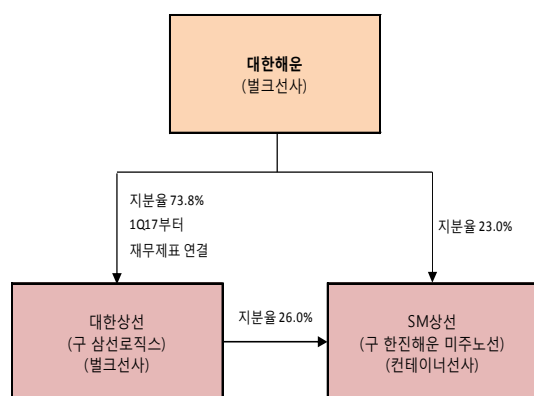 대한해운
(벌크선사)
지분율 73.8%
1Q17부터
재무제표 연결
지분율 23.0%
대한상선
(구 삼선로직스)
(벌크선사)
지분율 26.0%
SM상선
(구 한진해운 미주노선)
(컨테이너선사)